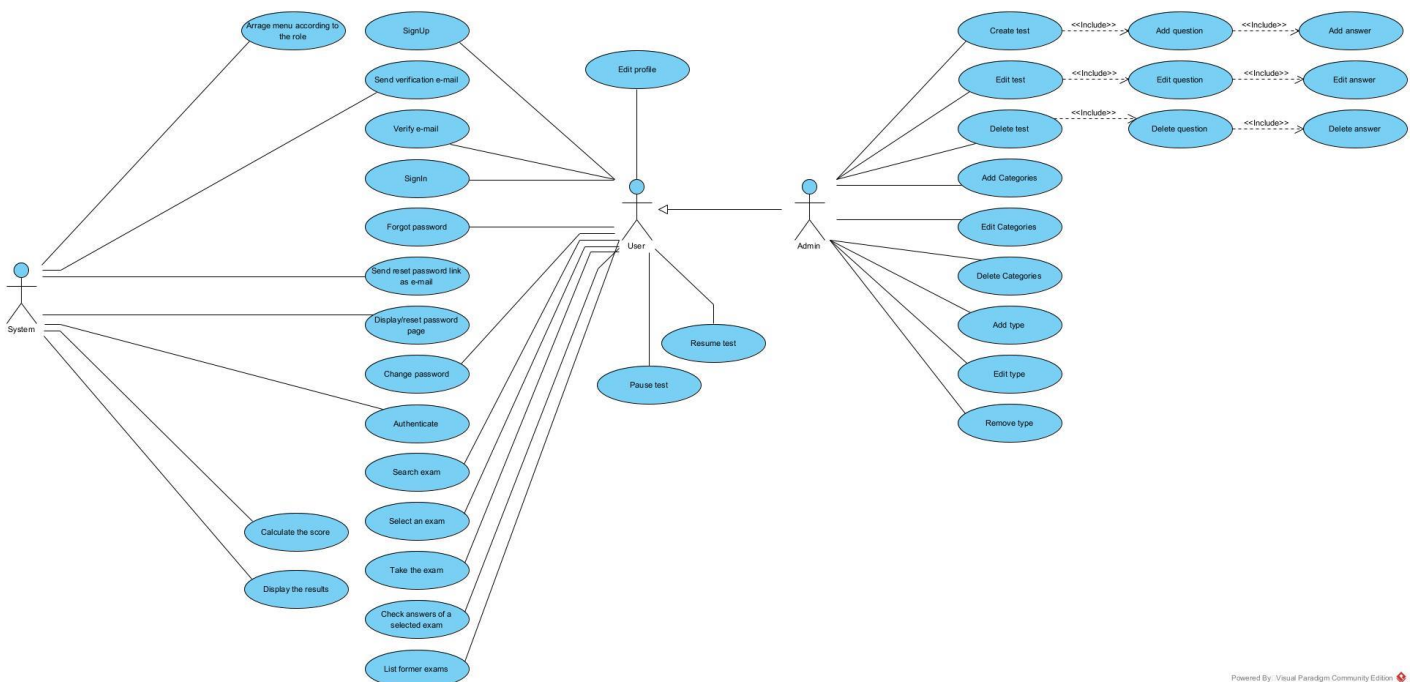 Arrage menu according to
the role
SignUp
Send verification e-mail
Verify e-mail
SignIn
Forgot password
Send reset password link
as e-mail
Display/reset password
page
Change password
Authenticate
Search exam
Select an exam
Take the exam
Check answers of a
selected exam
List former exams
Calculate the score
Display the results
System
Edit profile
User
Resume test
Pause test
Admin
Create test
<<Include>>
Add question
<<Include>>
Add answer
Edit test
<<Include>>
Edit question
<<Include>>
Edit answer
Delete test
<<Include>>
Delete question
<<Include>>
Delete answer
Add Categories
Edit Categories
Delete Categories
Add type
Edit type
Remove type
Powered By: Visual Paradigm Community Edition